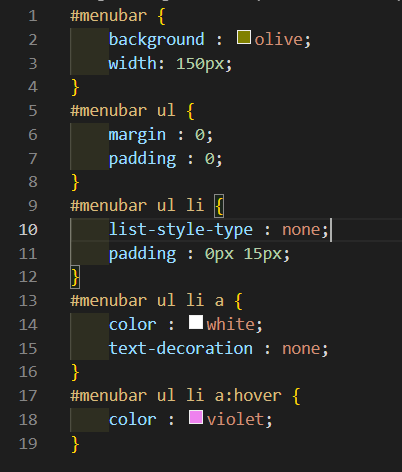 1 #menubar {
2     background : olive;
3     width: 150px;
4 }
5 #menubar ul {
6     margin : 0;
7     padding : 0;
8 }
9 #menubar ul li {
10     list-style-type : none;
11     padding : 0px 15px;
12 }
13 #menubar ul li a {
14     color : white;
15     text-decoration : none;
16 }
17 #menubar ul li a:hover {
18     color : violet;
19 }